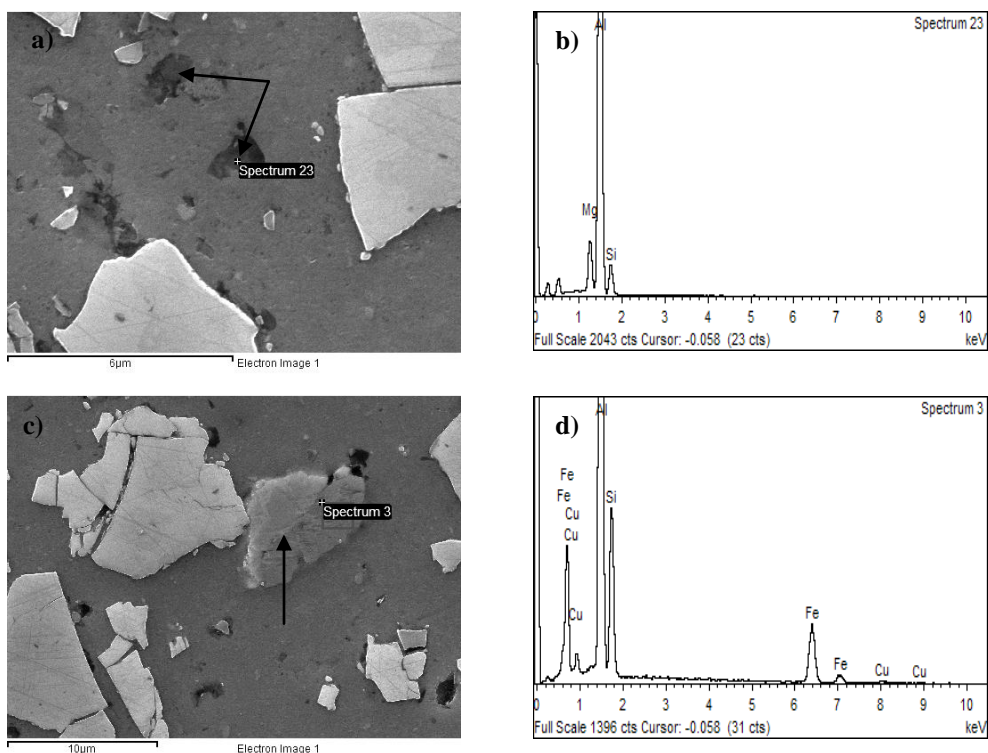 a)
Spectrum 23
6µm
Electron Image 1
b)
Spectrum 23
Al
Mg
Si
0 1 2 3 4 5 6 7 8 9 10
Full Scale 2043 cts Cursor: -0.058 (23 cts)
keV
c)
Spectrum 3
10µm
Electron Image 1
d)
Spectrum 3
Al
Fe
Fe
Si
Cu
Cu
Cu
Fe
Fe
Cu
Cu
0 1 2 3 4 5 6 7 8 9 10
Full Scale 1396 cts Cursor: -0.058 (31 cts)
keV